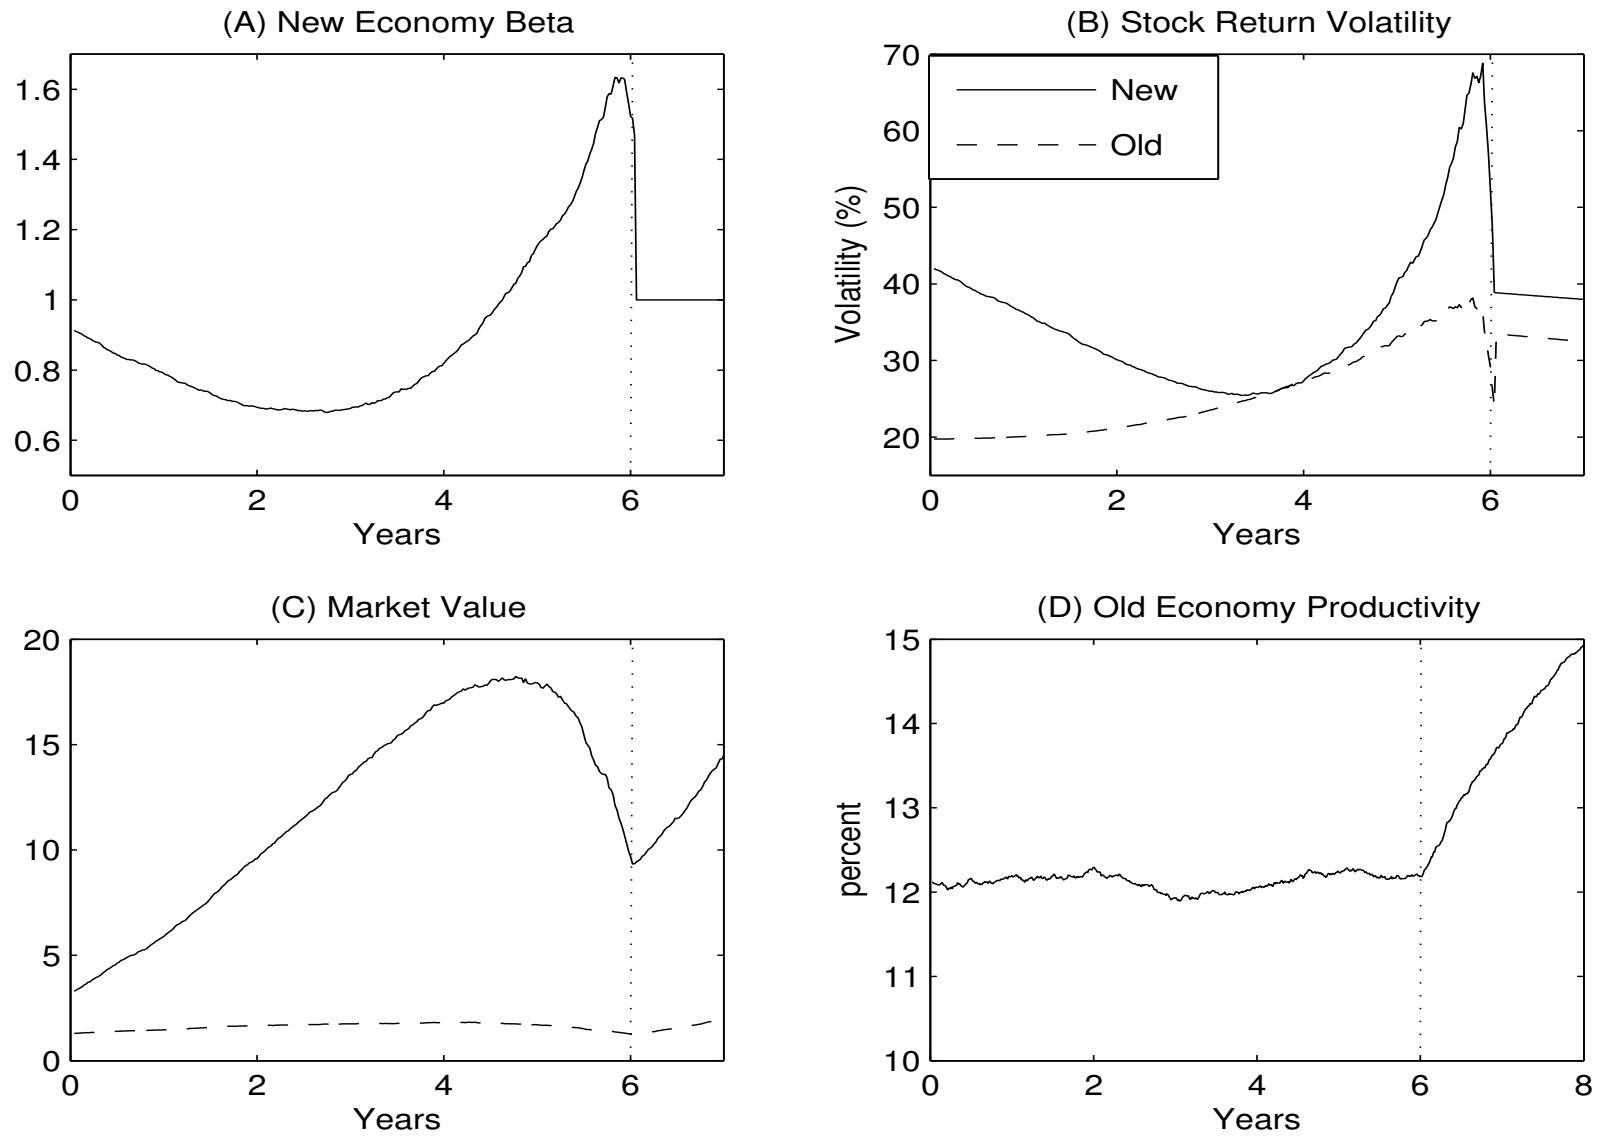 (A) New Economy Beta
1.6
1.4
1.2
1
0.8
0.6
0 2 4 6
Years
(B) Stock Return Volatility
New
Old
Volatility (%)
70
60
50
40
30
20
0 2 4 6
Years
(C) Market Value
20
15
10
5
0
0 2 4 6
Years
(D) Old Economy Productivity
percent
15
14
13
12
11
10
0 2 4 6 8
Years